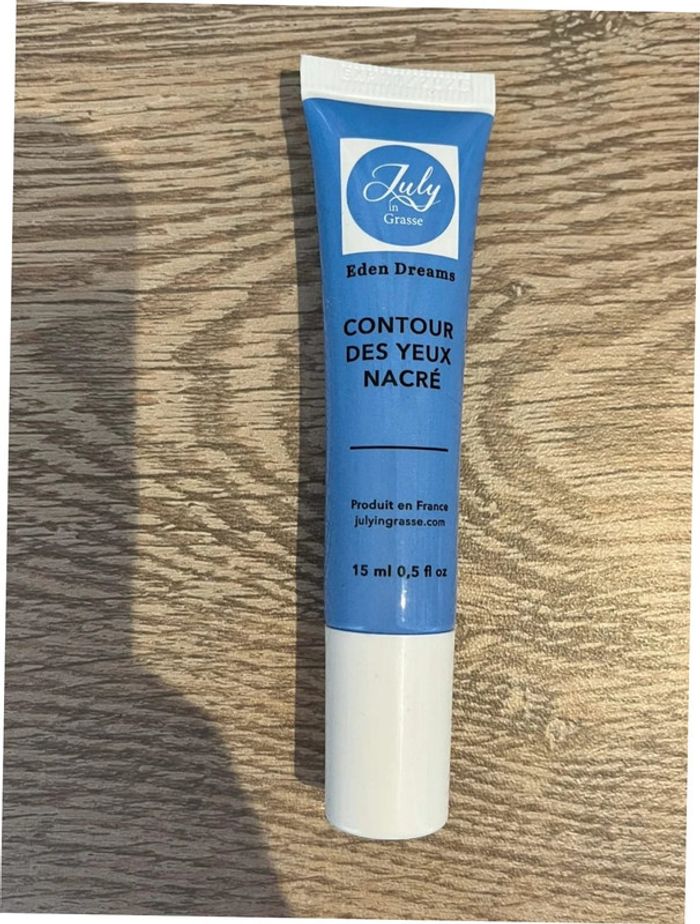 July
in
Grasse
Eden Dreams
CONTOUR
DES YEUX
NACRÉ
Produit en France
julyingrasse.com
15 ml 0,5 fl oz